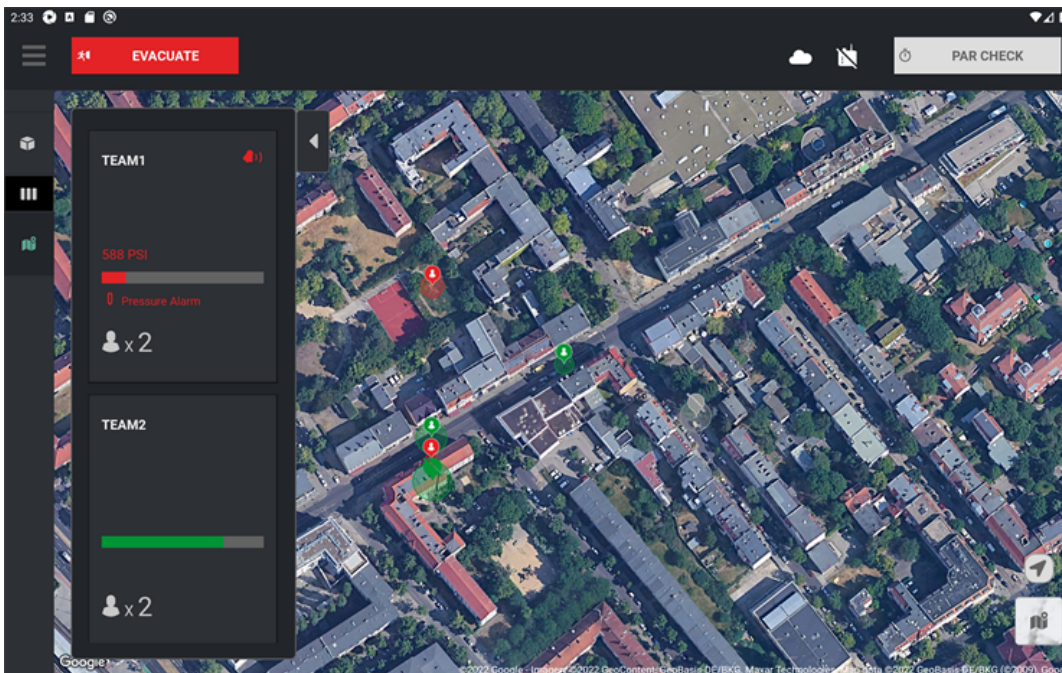 2:33
EVACUATE
PAR CHECK
TEAM1
588 PSI
Pressure Alarm
x 2
TEAM2
x 2
Google
©2022 Google - Imagery ©2022 GeoContent, GeoBasis-DE/BKG, Maxar Technologies, Map data ©2022 GeoBasis-DE/BKG (©2009), Goo